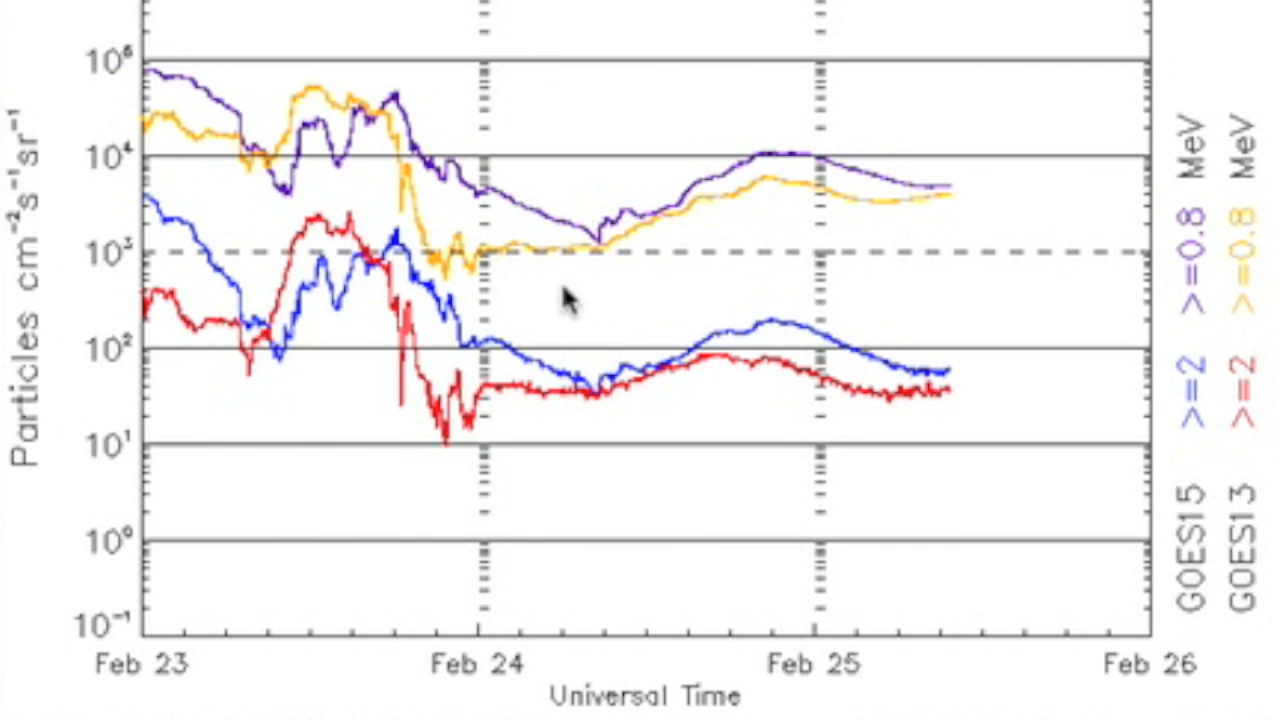 Particles cm⁻²s⁻¹sr⁻¹
10⁵
10⁴
10³
10²
10¹
10⁰
10⁻¹
Feb 23 Feb 24 Feb 25 Feb 26
Universal Time
GOES15 >=2 >=0.8 MeV
GOES13 >=2 >=0.8 MeV